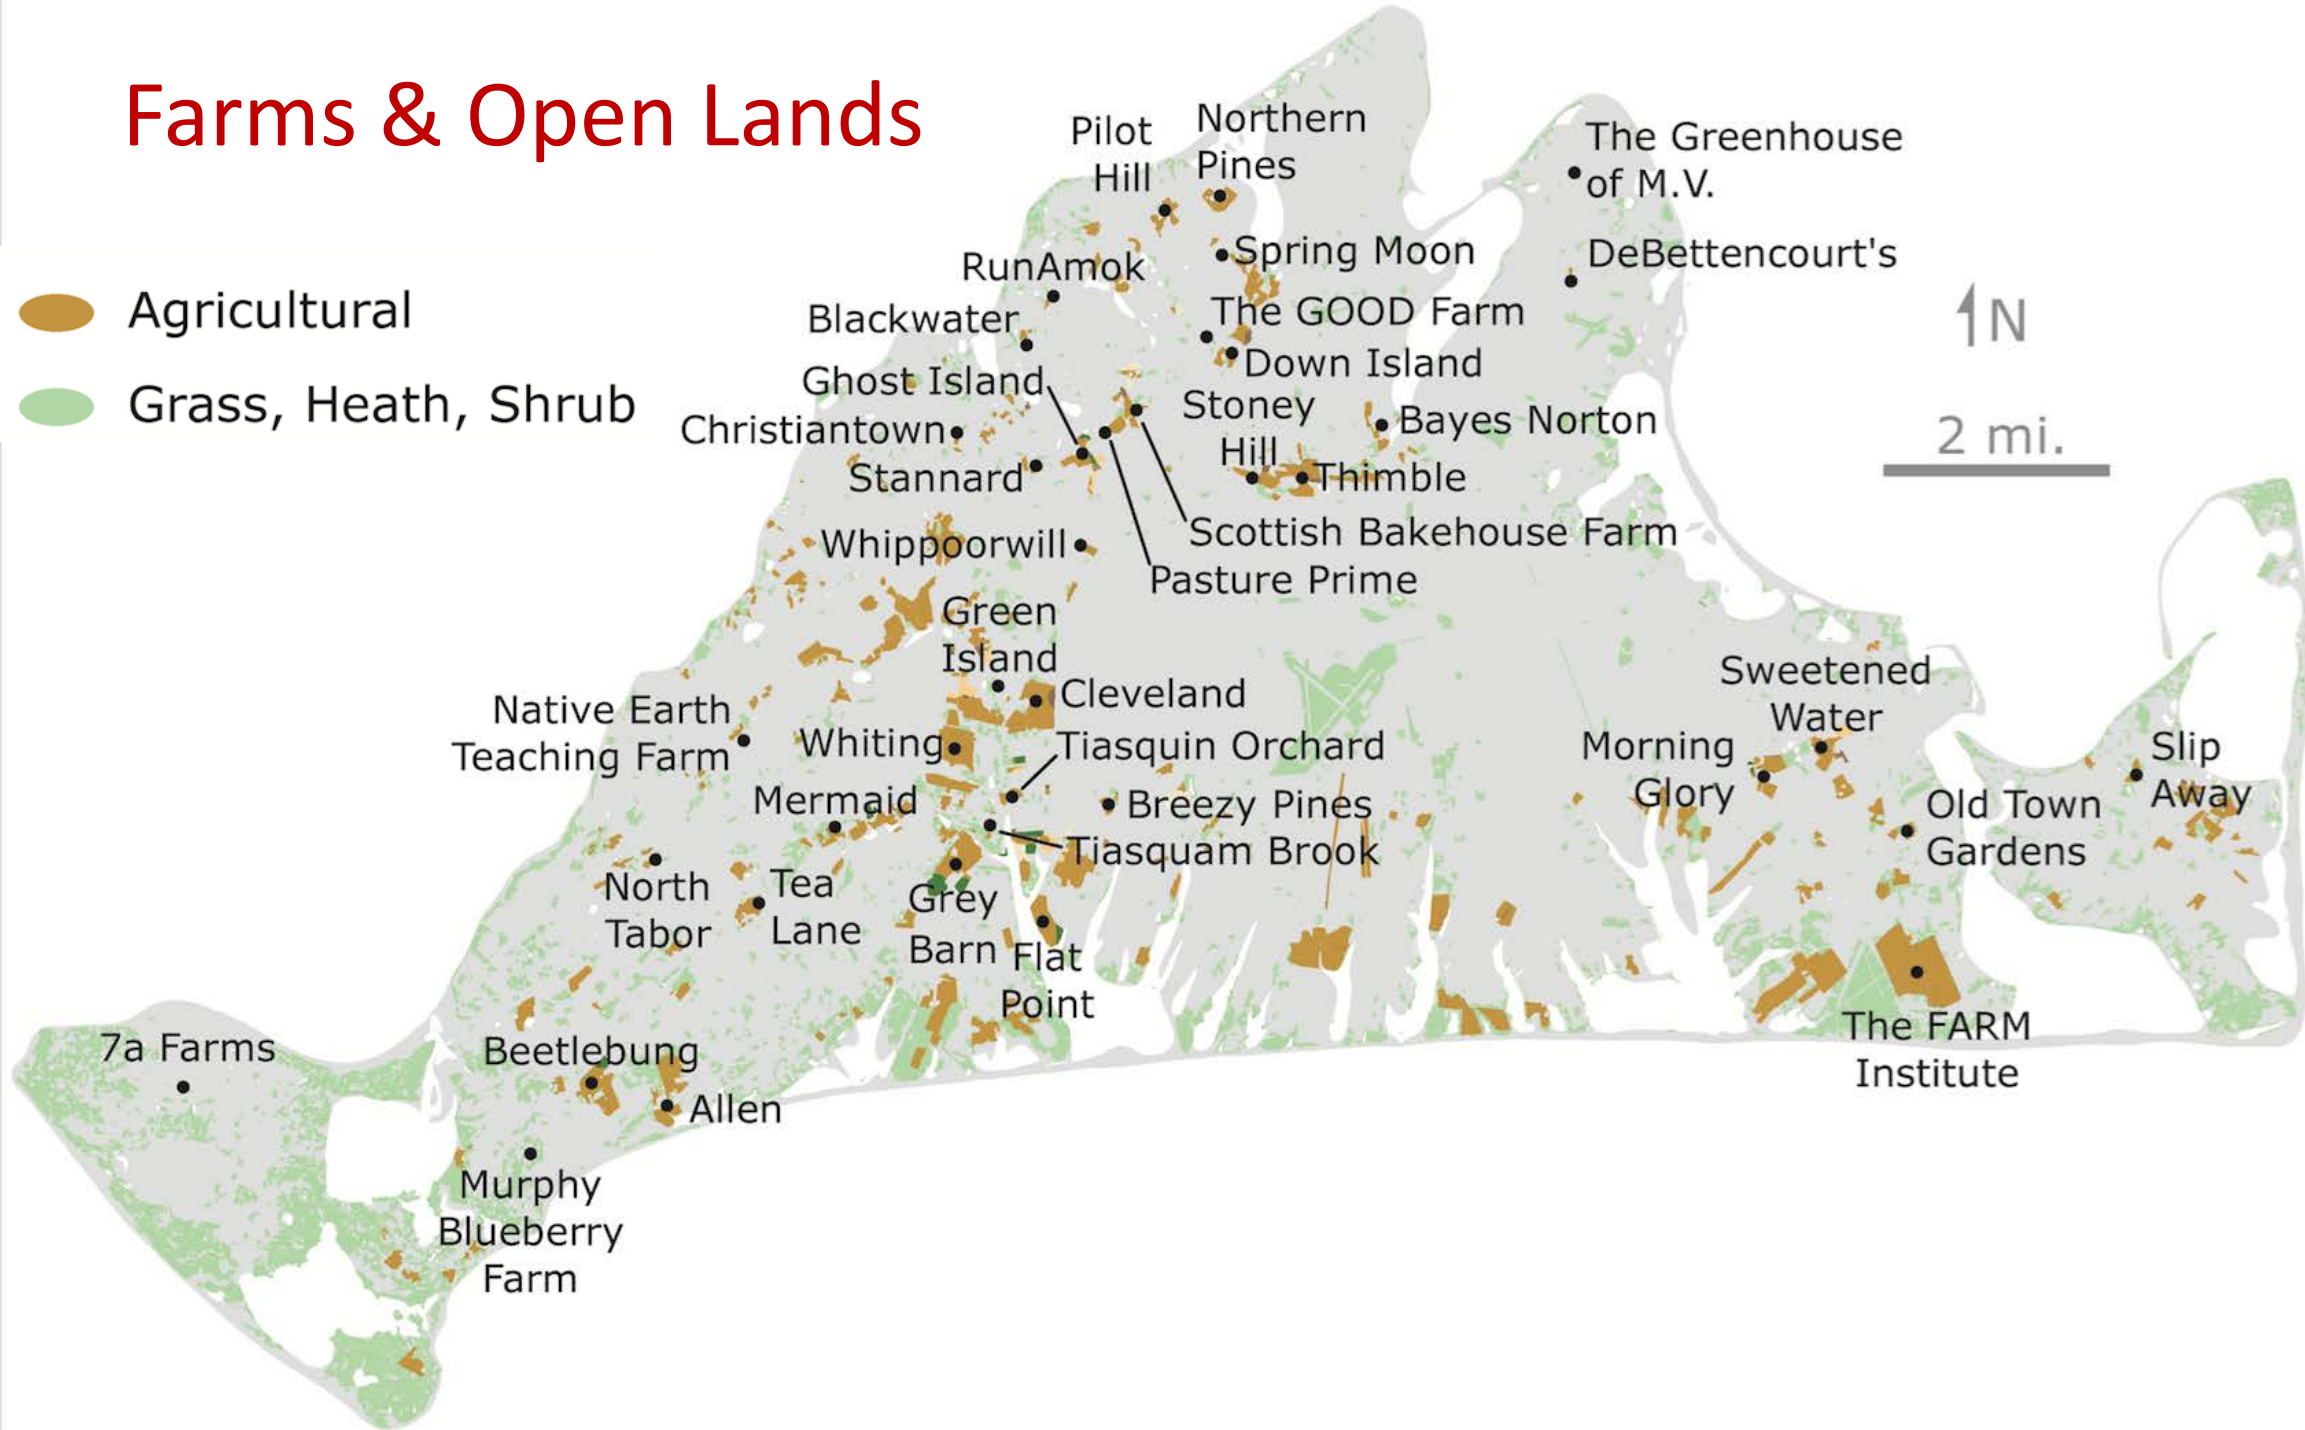 Farms & Open Lands
Agricultural
Grass, Heath, Shrub
Pilot
Hill
Northern
Pines
The Greenhouse
of M.V.
RunAmok
Spring Moon
DeBettencourt's
Blackwater
The GOOD Farm
N
Ghost Island
Down Island
Christiantown
Stoney
Hill
Bayes Norton
2 mi.
Stannard
Thimble
Whippoorwill
Scottish Bakehouse Farm
Pasture Prime
Green
Island
Cleveland
Sweetened
Water
Native Earth
Teaching Farm
Whiting
Tiasquin Orchard
Morning
Glory
Slip
Away
Mermaid
Breezy Pines
Old Town
Gardens
Tiasquam Brook
North
Tabor
Tea
Lane
Grey
Barn
Flat
Point
7a Farms
Beetlebung
The FARM
Institute
Allen
Murphy
Blueberry
Farm